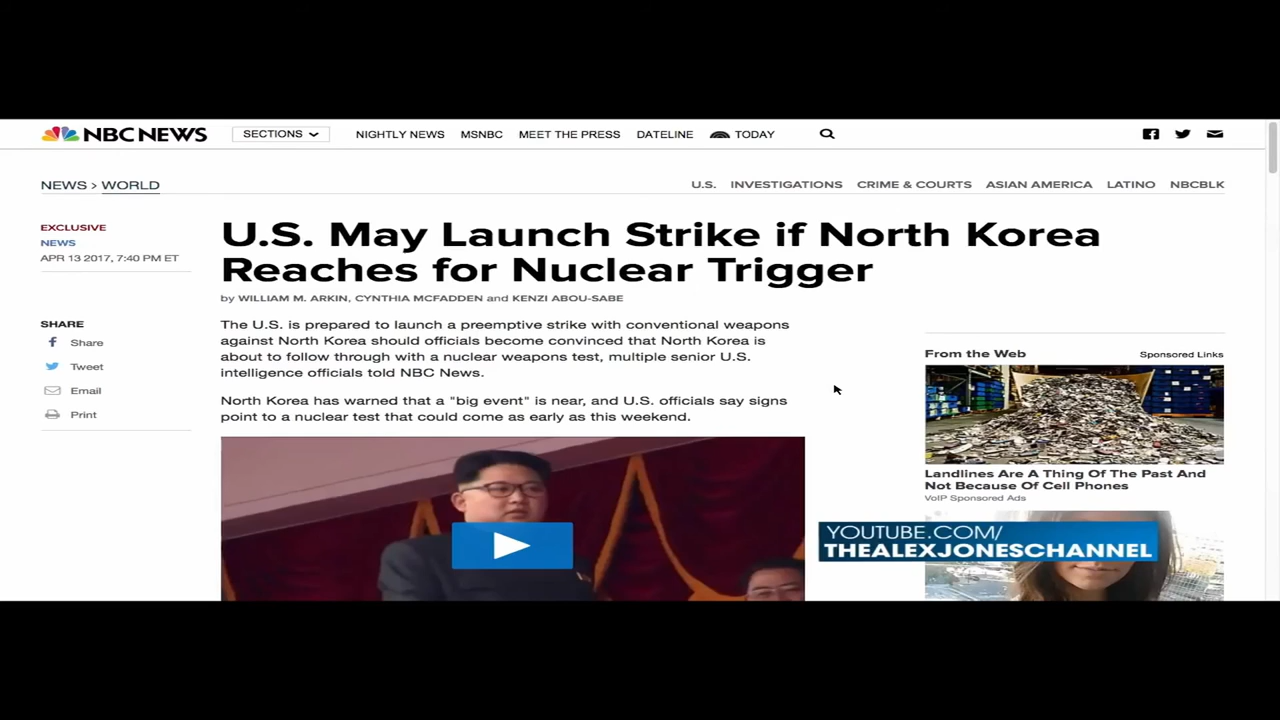 NBC NEWS
SECTIONS
NIGHTLY NEWS
MSNBC
MEET THE PRESS
DATELINE
TODAY
NEWS > WORLD
U.S.
INVESTIGATIONS
CRIME & COURTS
ASIAN AMERICA
LATINO
NBCBLK
EXCLUSIVE
NEWS
APR 13 2017, 7:40 PM ET
SHARE
Share
Tweet
Email
Print
U.S. May Launch Strike if North Korea
Reaches for Nuclear Trigger
by WILLIAM M. ARKIN, CYNTHIA MCFADDEN and KENZI ABOU-SABE
The U.S. is prepared to launch a preemptive strike with conventional weapons
against North Korea should officials become convinced that North Korea is
about to follow through with a nuclear weapons test, multiple senior U.S.
intelligence officials told NBC News.
North Korea has warned that a "big event" is near, and U.S. officials say signs
point to a nuclear test that could come as early as this weekend.
From the Web
Sponsored Links
Landlines Are A Thing Of The Past And
Not Because Of Cell Phones
VoIP Sponsored Ads
YOUTUBE.COM/
THEALEXJONESCHANNEL